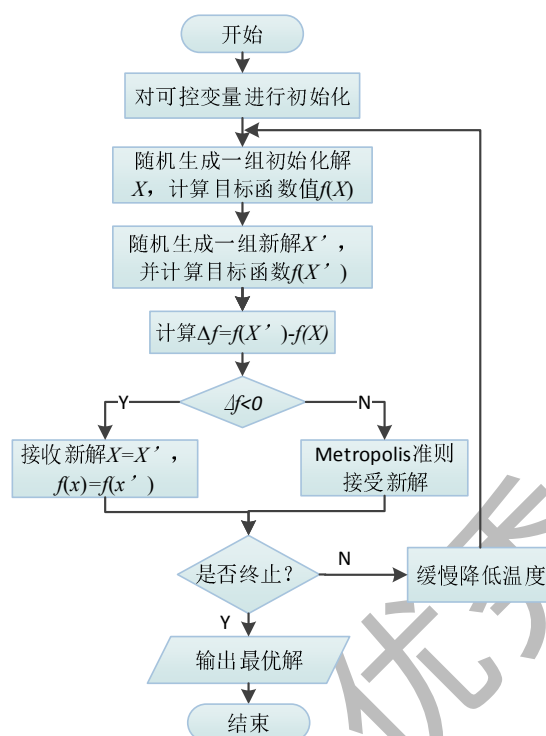 开始
对可控变量进行初始化
随机生成一组初始化解
X，计算目标函数值f(X)
随机生成一组新解X’，
并计算目标函数f(X’)
计算Δf=f(X’)-f(X)
Δf<0
Y
N
接收新解X=X’，
f(x)=f(x’)
Metropolis准则
接受新解
是否终止？
N
缓慢降低温度
Y
输出最优解
结束
优秀